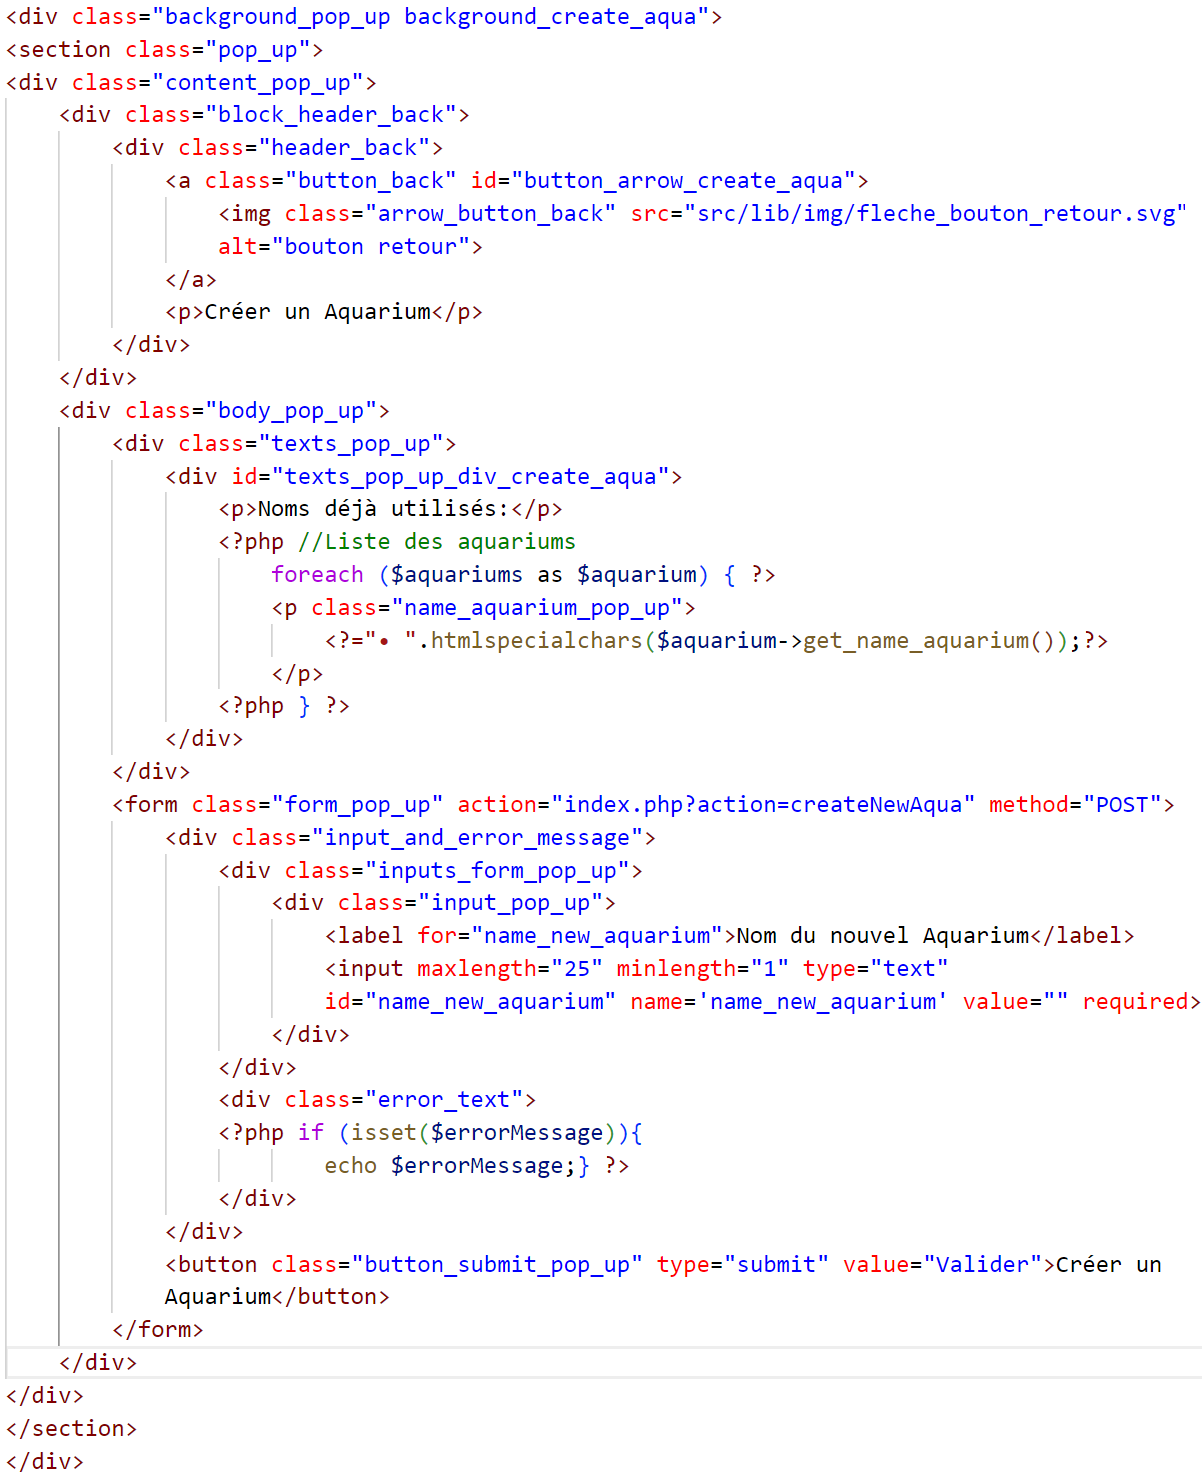 <div class="background_pop_up background_create_aqua">
<section class="pop_up">
<div class="content_pop_up">
    <div class="block_header_back">
        <div class="header_back">
            <a class="button_back" id="button_arrow_create_aqua">
                <img class="arrow_button_back" src="src/lib/img/fleche_bouton_retour.svg"
                alt="bouton retour">
            </a>
            <p>Créer un Aquarium</p>
        </div>
    </div>
    <div class="body_pop_up">
        <div class="texts_pop_up">
            <div id="texts_pop_up_div_create_aqua">
                <p>Noms déjà utilisés:</p>
                <?php //Liste des aquariums
                    foreach ($aquariums as $aquarium) { ?>
                    <p class="name_aquarium_pop_up">
                        <?="• ".htmlspecialchars($aquarium->get_name_aquarium());?>
                    </p>
                <?php } ?>
            </div>
        </div>
        <form class="form_pop_up" action="index.php?action=createNewAqua" method="POST">
            <div class="input_and_error_message">
                <div class="inputs_form_pop_up">
                    <div class="input_pop_up">
                        <label for="name_new_aquarium">Nom du nouvel Aquarium</label>
                        <input maxlength="25" minlength="1" type="text"
                        id="name_new_aquarium" name='name_new_aquarium' value="" required>
                    </div>
                </div>
                <div class="error_text">
                <?php if (isset($errorMessage)){
                        echo $errorMessage;} ?>
                </div>
            </div>
            <button class="button_submit_pop_up" type="submit" value="Valider">Créer un
            Aquarium</button>
        </form>
    </div>
</div>
</section>
</div>